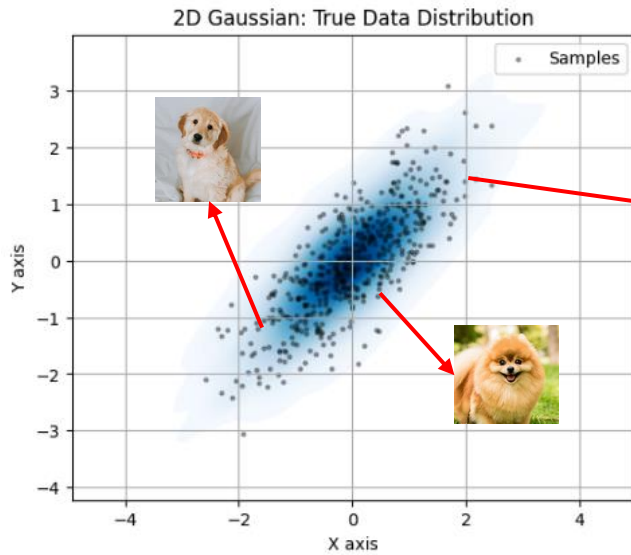 2D Gaussian: True Data Distribution
Samples
3
2
1
0
−1
−2
−3
−4
Y axis
−4 −2 0 2 4
X axis